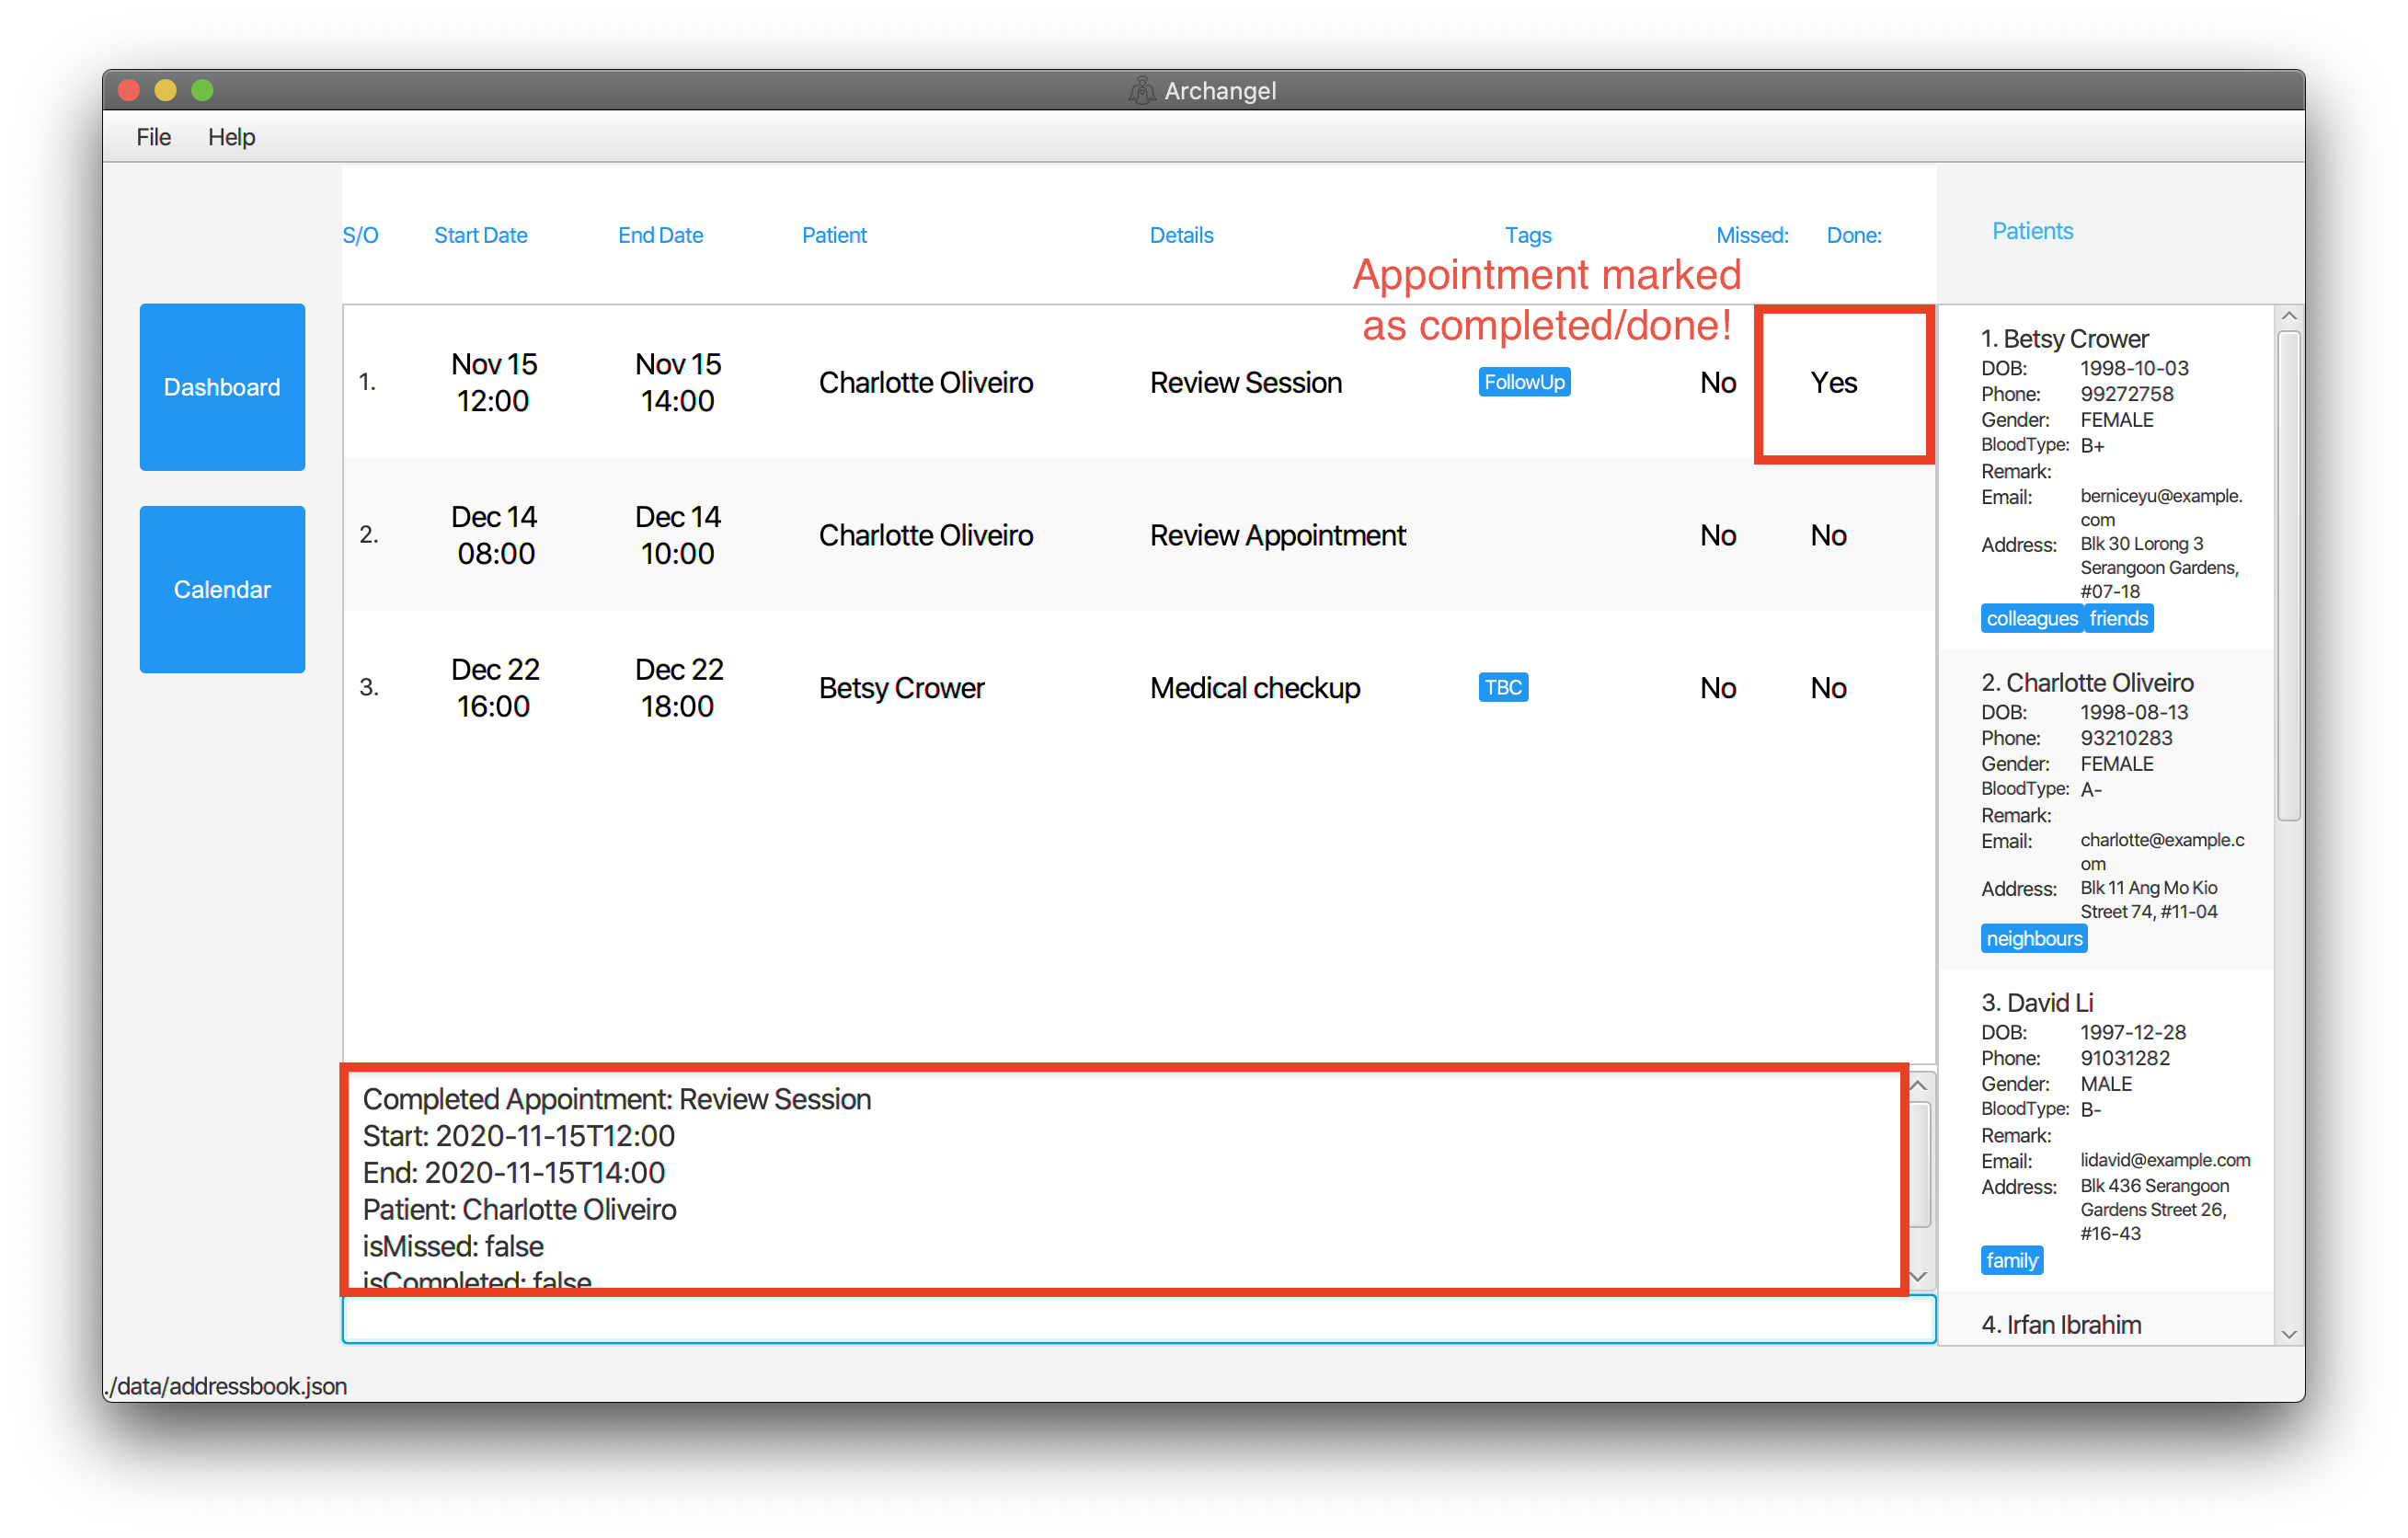 Archangel
File Help
S/O Start Date End Date Patient Details Tags Missed: Done:
Appointment marked
as completed/done!
Dashboard
Calendar
1. Nov 15 12:00 Nov 15 14:00 Charlotte Oliveiro Review Session FollowUp No Yes
2. Dec 14 08:00 Dec 14 10:00 Charlotte Oliveiro Review Appointment No No
3. Dec 22 16:00 Dec 22 18:00 Betsy Crower Medical checkup TBC No No
Completed Appointment: Review Session
Start: 2020-11-15T12:00
End: 2020-11-15T14:00
Patient: Charlotte Oliveiro
isMissed: false
isCompleted: false
Patients
1. Betsy Crower
DOB: 1998-10-03
Phone: 99272758
Gender: FEMALE
BloodType: B+
Remark:
Email: berniceyu@example.
com
Address: Blk 30 Lorong 3
Serangoon Gardens,
#07-18
colleagues friends
2. Charlotte Oliveiro
DOB: 1998-08-13
Phone: 93210283
Gender: FEMALE
BloodType: A-
Remark:
Email: charlotte@example.c
om
Address: Blk 11 Ang Mo Kio
Street 74, #11-04
neighbours
3. David Li
DOB: 1997-12-28
Phone: 91031282
Gender: MALE
BloodType: B-
Remark:
Email: lidavid@example.com
Address: Blk 436 Serangoon
Gardens Street 26,
#16-43
family
4. Irfan Ibrahim
./data/addressbook.json